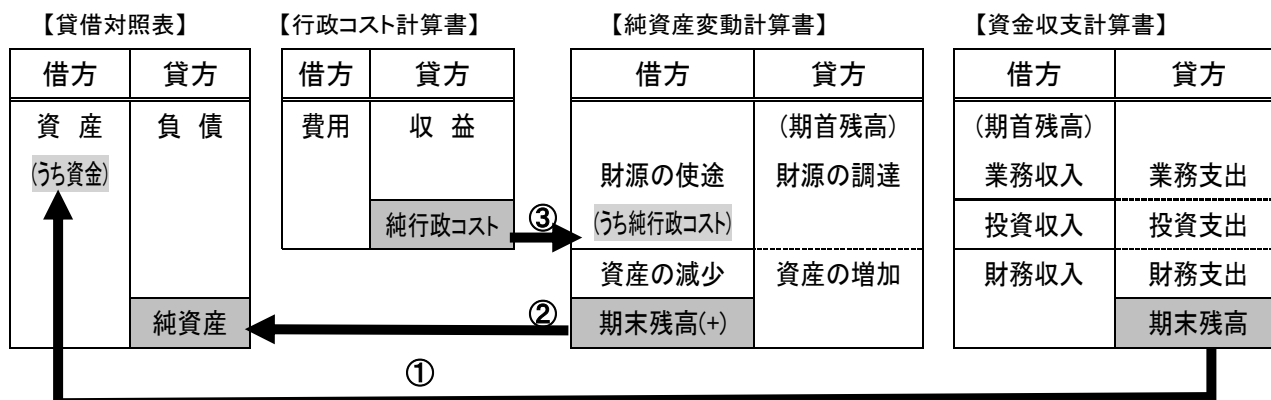 【貸借対照表】 【行政コスト計算書】 【純資産変動計算書】 【資金収支計算書】
借方 貸方 借方 貸方 借方 貸方 借方 貸方
資 産 負 債 費用 収 益 (期首残高) (期首残高)
(うち資金) 財源の使途 財源の調達 業務収入 業務支出
純行政コスト ③ (うち純行政コスト) 投資収入 投資支出
資産の減少 資産の増加 財務収入 財務支出
純資産 ② 期末残高(+) 期末残高
①